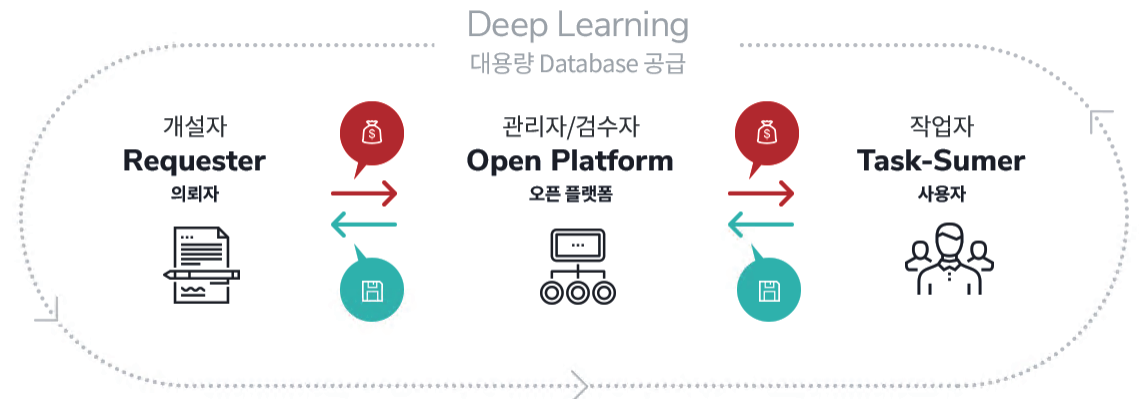 Deep Learning
대용량 Database 공급
개설자
Requester
의뢰자
$
관리자/검수자
Open Platform
오픈 플랫폼
$
작업자
Task-Sumer
사용자